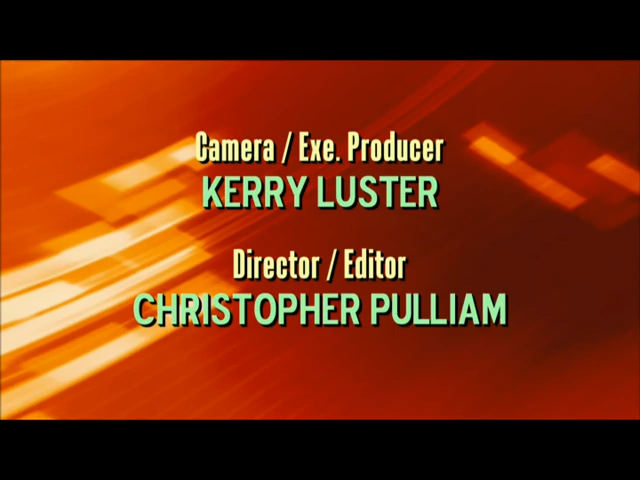 Camera / Exe. Producer
KERRY LUSTER
Director / Editor
CHRISTOPHER PULLIAM